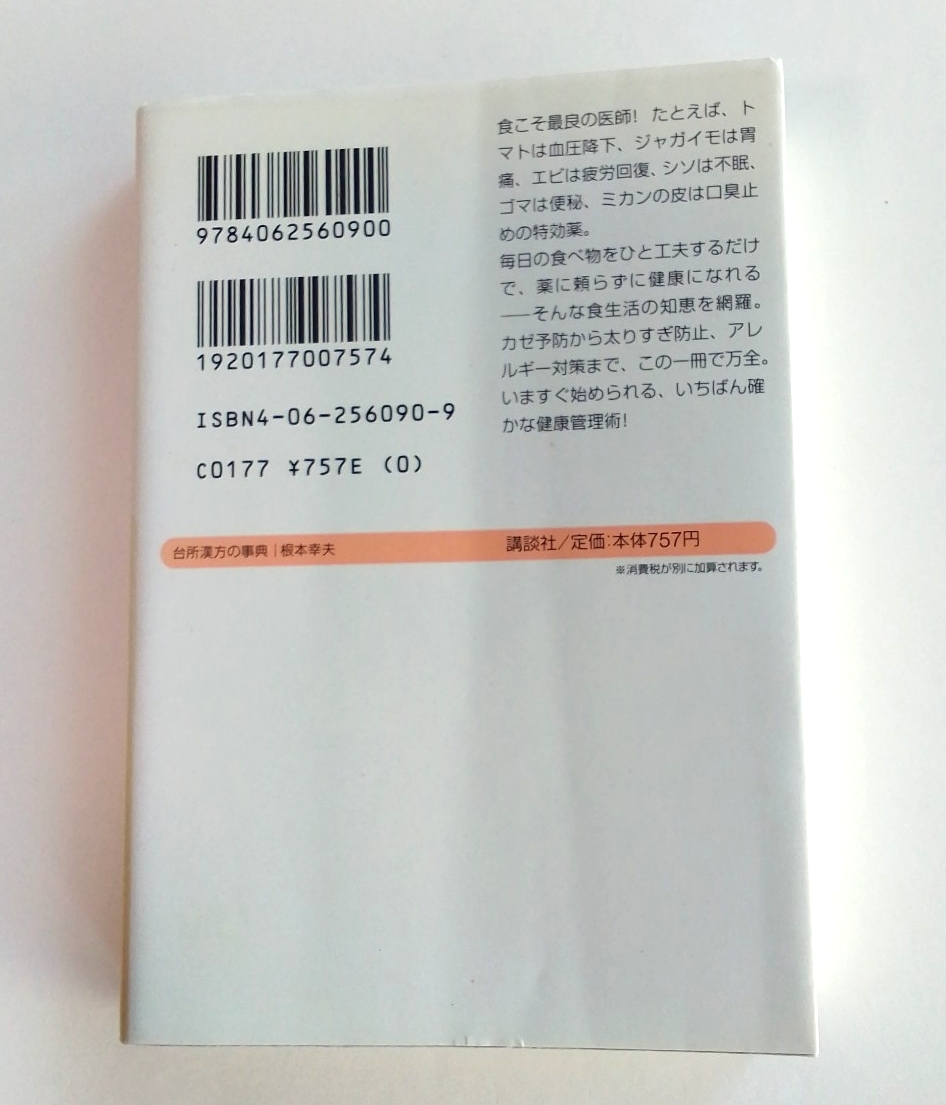 9784062560900
1920177007574
ISBN4-06-256090-9
C0177 ¥757E (0)
食こそ最良の医師! たとえば、ト
マトは血圧降下、ジャガイモは胃
痛、エビは疲労回復、シソは不眠、
ゴマは便秘、ミカンの皮は口臭止
めの特効薬。
毎日の食べ物をひと工夫するだけ
で、薬に頼らずに健康になれる
――そんな食生活の知恵を網羅。
カゼ予防から太りすぎ防止、アレ
ルギー対策まで、この一冊で万全。
いますぐ始められる、いちばん確
かな健康管理術!
台所漢方の事典|根本幸夫
講談社/定価:本体757円
※消費税が別に加算されます。